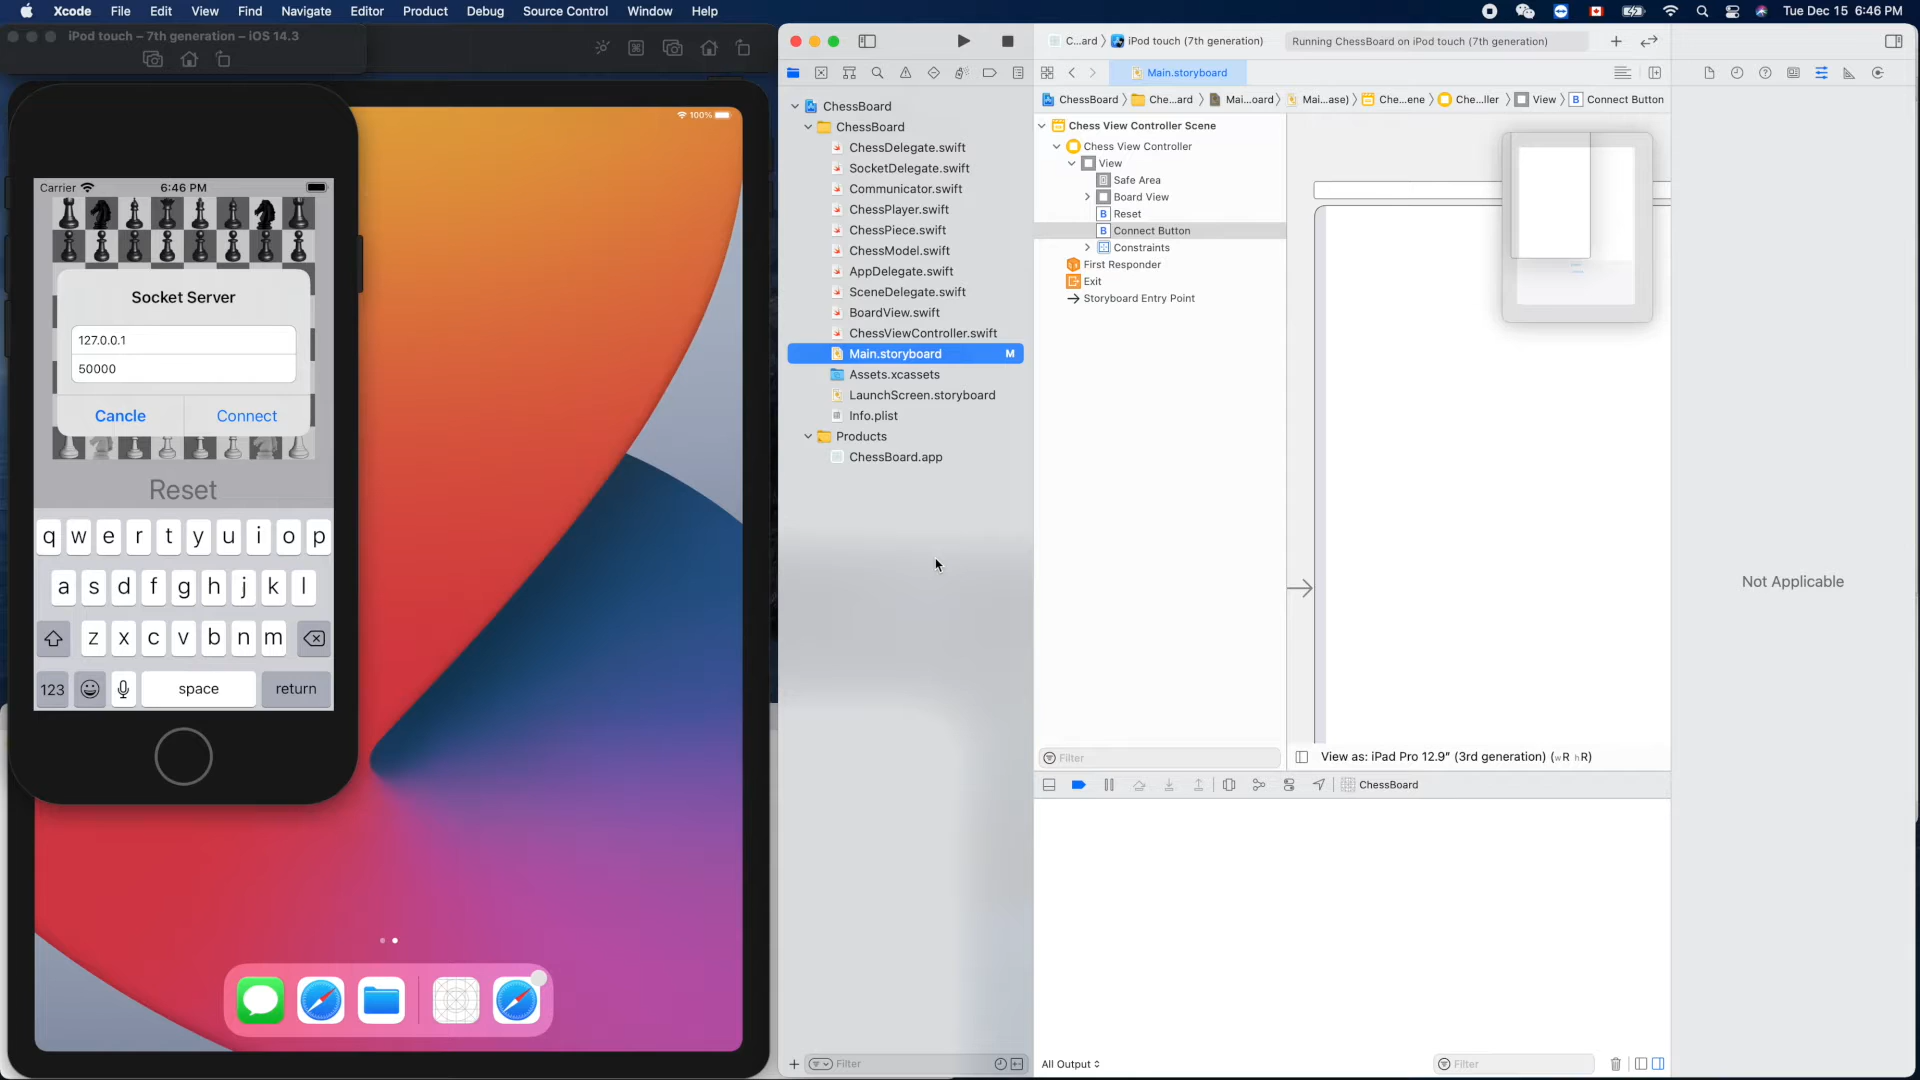 Xcode File Edit View Find Navigate Editor Product Debug Source Control Window Help
Tue Dec 15 6:46 PM
iPod touch – 7th generation – iOS 14.3
100%
Carrier 6:46 PM
Socket Server
127.0.0.1
50000
Cancle Connect
Reset
q w e r t y u i o p
a s d f g h j k l
z x c v b n m
123 space return
C...ard iPod touch (7th generation)
Running ChessBoard on iPod touch (7th generation)
Main.storyboard
ChessBoard
ChessBoard
ChessDelegate.swift
SocketDelegate.swift
Communicator.swift
ChessPlayer.swift
ChessPiece.swift
ChessModel.swift
AppDelegate.swift
SceneDelegate.swift
BoardView.swift
ChessViewController.swift
Main.storyboard M
Assets.xcassets
LaunchScreen.storyboard
Info.plist
Products
ChessBoard.app
Filter
ChessBoard Che...ard Mai...oard Mai...ase) Che...ene Che...ller View B Connect Button
Chess View Controller Scene
Chess View Controller
View
Safe Area
Board View
B Reset
B Connect Button
Constraints
First Responder
Exit
Storyboard Entry Point
Filter
View as: iPad Pro 12.9" (3rd generation) (wR hR)
ChessBoard
All Output
Filter
Not Applicable